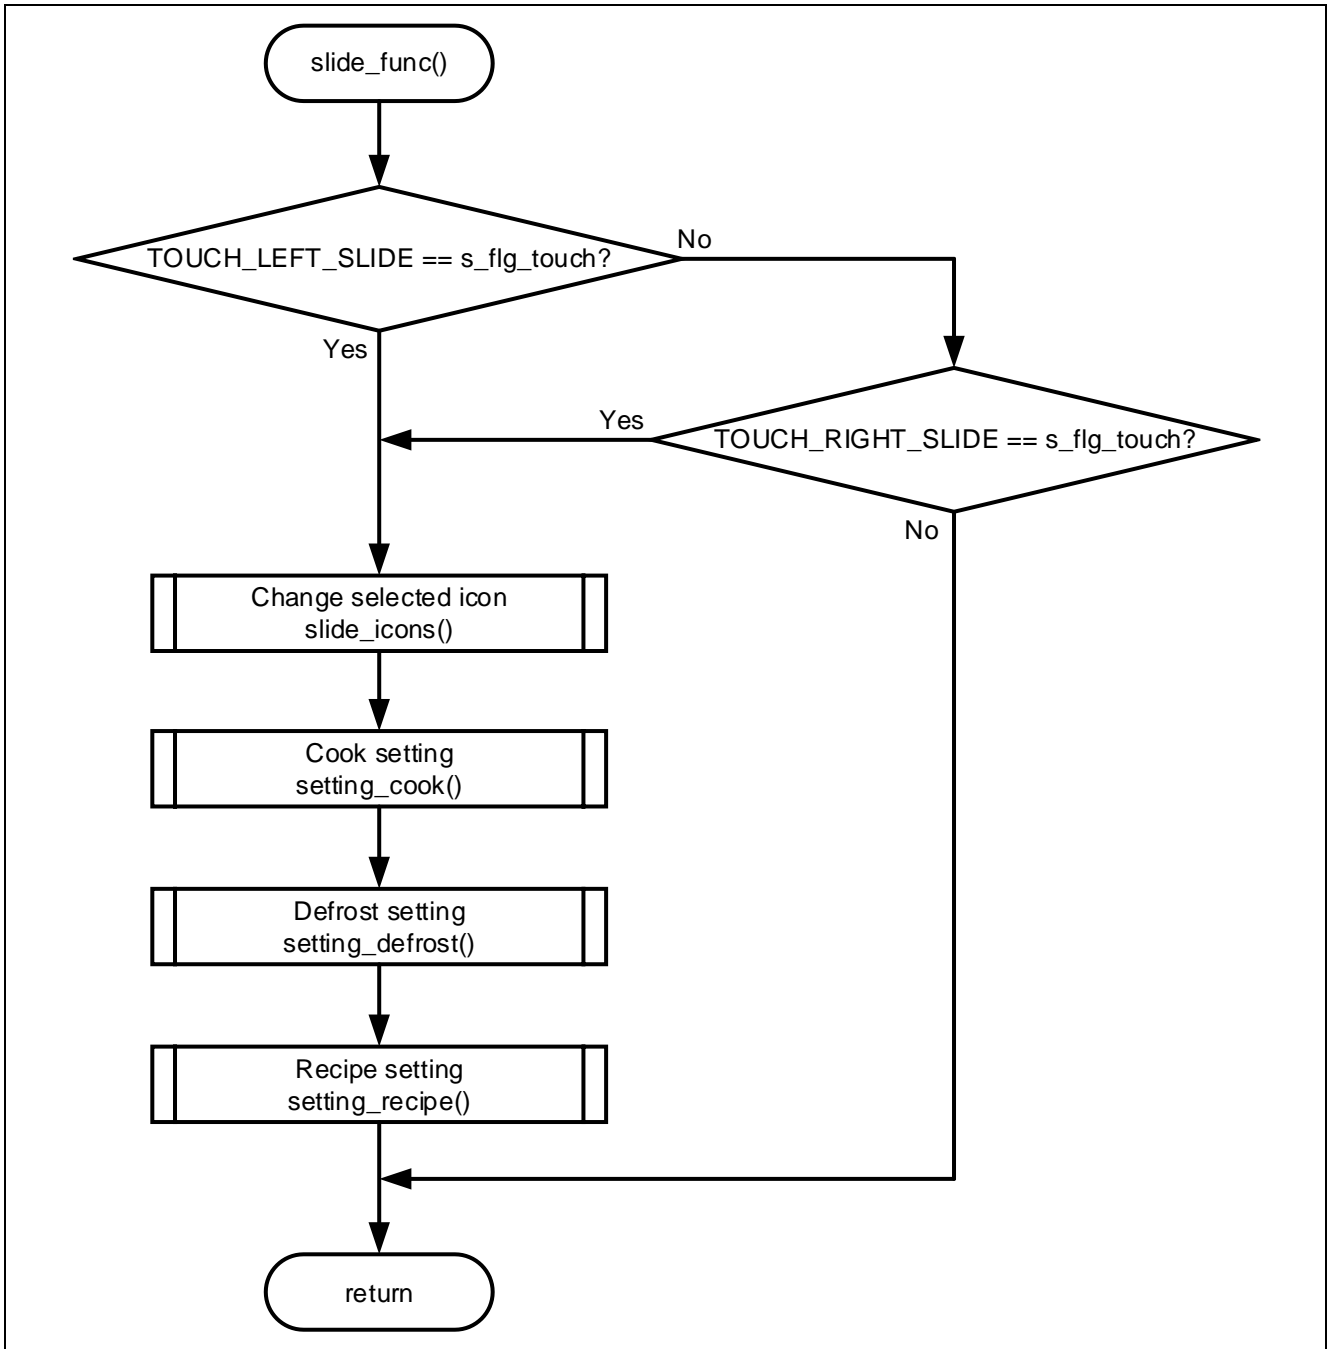 slide_func()
TOUCH_LEFT_SLIDE == s_flg_touch?
No
Yes
TOUCH_RIGHT_SLIDE == s_flg_touch?
Yes
No
Change selected icon
slide_icons()
Cook setting
setting_cook()
Defrost setting
setting_defrost()
Recipe setting
setting_recipe()
return